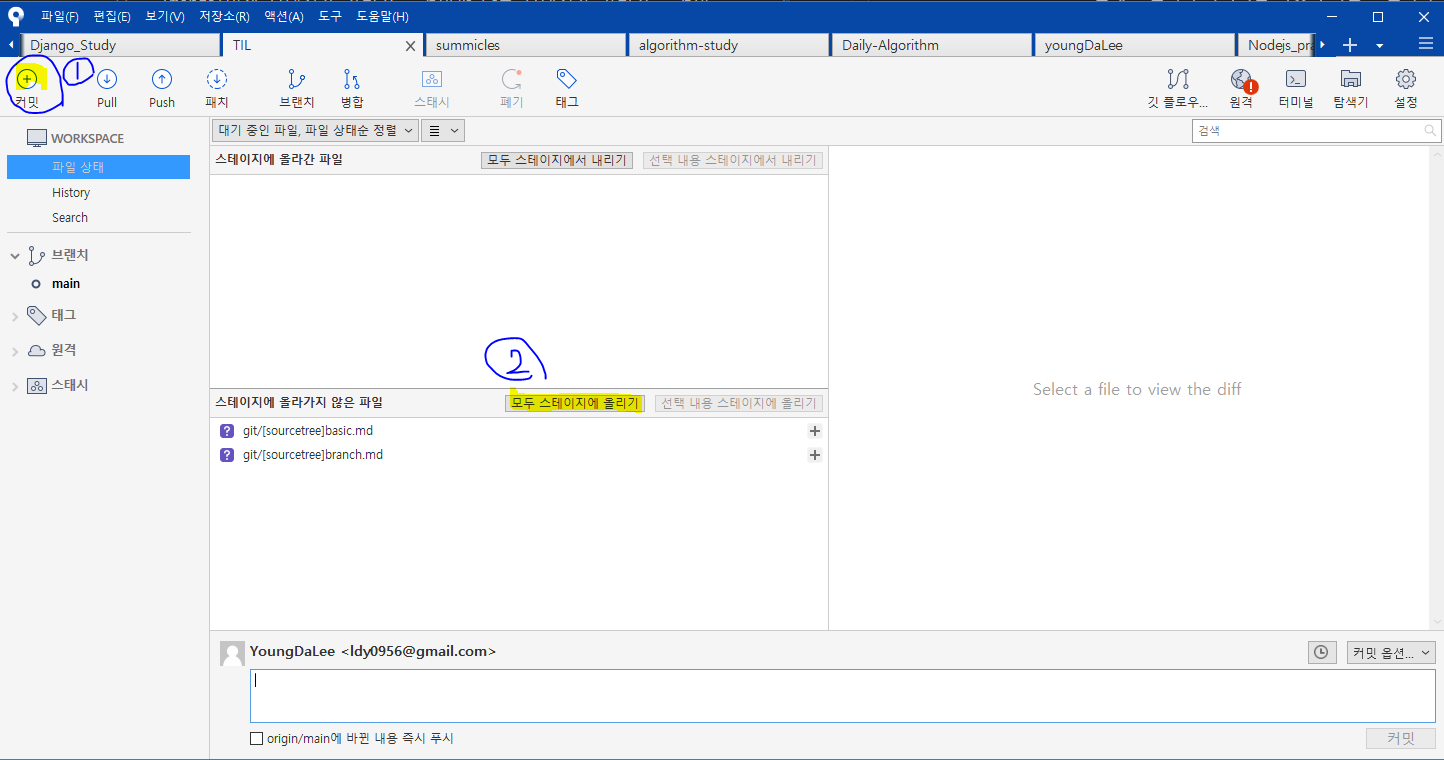 파일(F) 편집(E) 보기(V) 저장소(R) 액션(A) 도구 도움말(H)
Django_Study TIL summicles algorithm-study Daily-Algorithm youngDaLee Nodejs_pra
1
커밋 Pull Push 패치 브랜치 병합 스태시 폐기 태그 깃 플로우... 원격 터미널 탐색기 설정
WORKSPACE
파일 상태
History
Search
브랜치
main
태그
원격
스태시
대기 중인 파일, 파일 상태순 정렬
검색
스테이지에 올라간 파일 모두 스테이지에서 내리기 선택 내용 스테이지에서 내리기
2
스테이지에 올라가지 않은 파일 모두 스테이지에 올리기 선택 내용 스테이지에 올리기
? git/[sourcetree]basic.md
? git/[sourcetree]branch.md
Select a file to view the diff
YoungDaLee <ldy0956@gmail.com>
커밋 옵션...
origin/main에 바뀐 내용 즉시 푸시
커밋